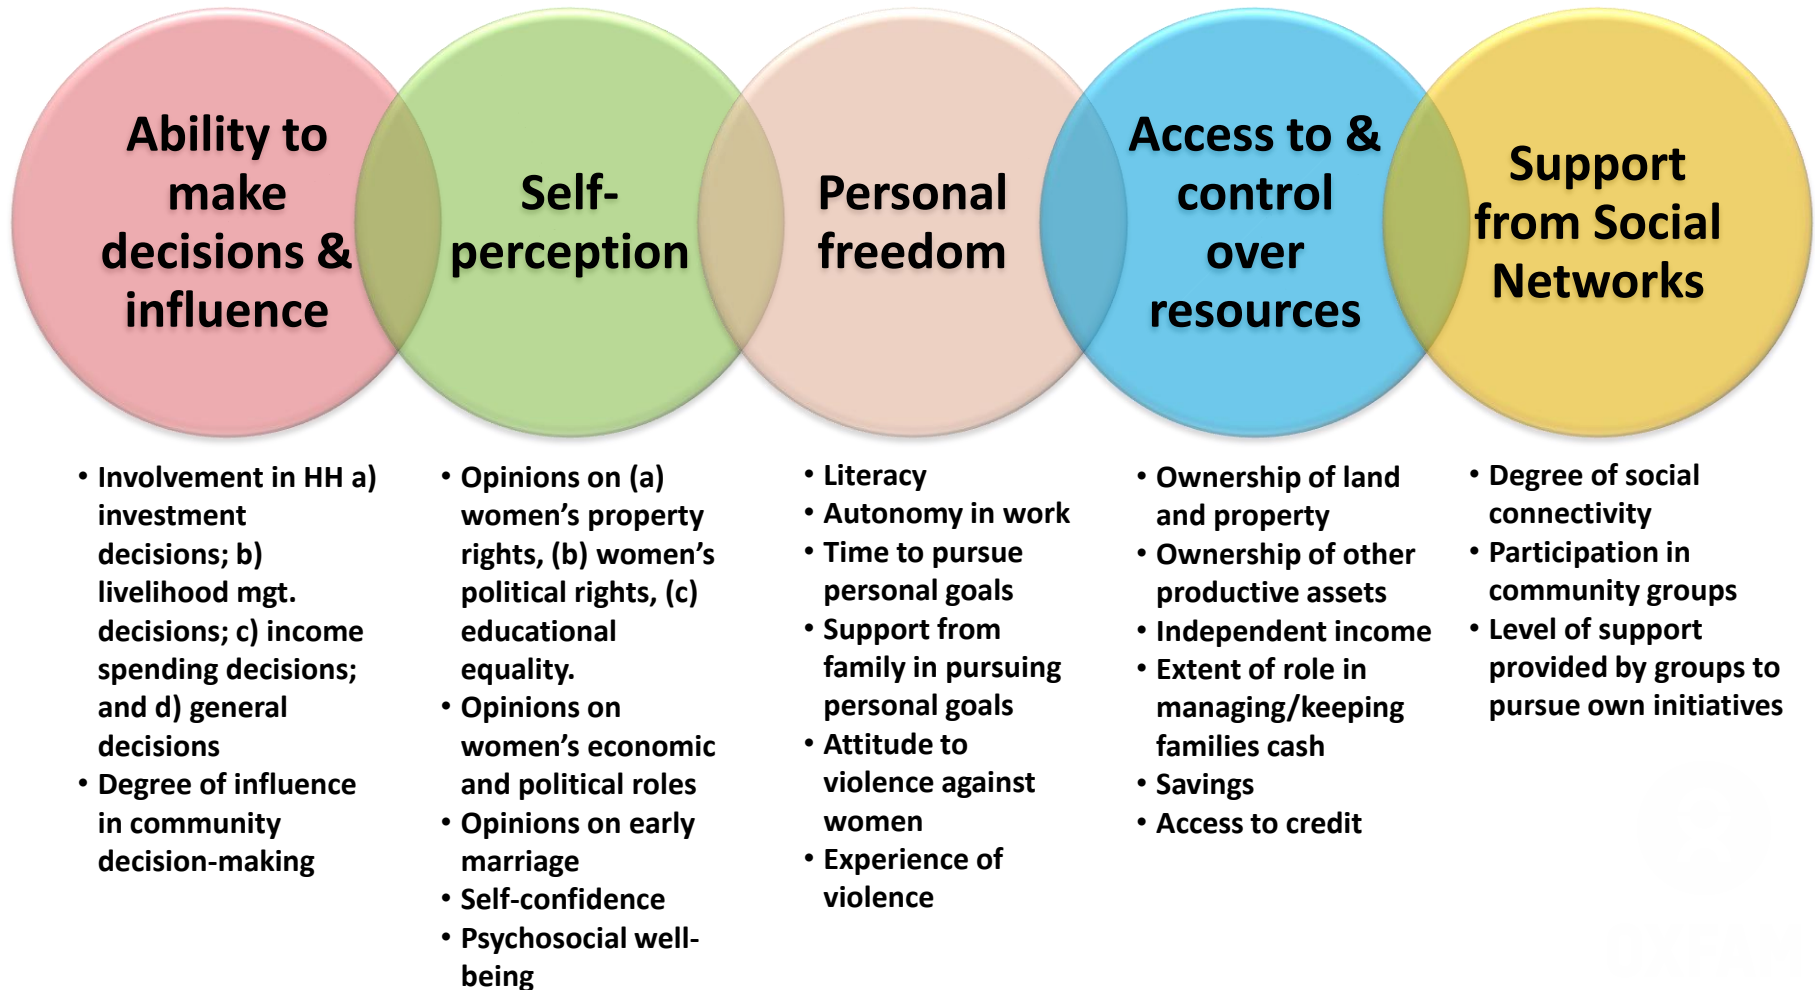 Ability to
make
decisions &
influence
Self-
perception
Personal
freedom
Access to &
control
over
resources
Support
from Social
Networks
• Involvement in HH a)
investment
decisions; b)
livelihood mgt.
decisions; c) income
spending decisions;
and d) general
decisions
• Degree of influence
in community
decision-making
• Opinions on (a)
women’s property
rights, (b) women’s
political rights, (c)
educational
equality.
• Opinions on
women’s economic
and political roles
• Opinions on early
marriage
• Self-confidence
• Psychosocial well-
being
• Literacy
• Autonomy in work
• Time to pursue
personal goals
• Support from
family in pursuing
personal goals
• Attitude to
violence against
women
• Experience of
violence
• Ownership of land
and property
• Ownership of other
productive assets
• Independent income
• Extent of role in
managing/keeping
families cash
• Savings
• Access to credit
• Degree of social
connectivity
• Participation in
community groups
• Level of support
provided by groups to
pursue own initiatives